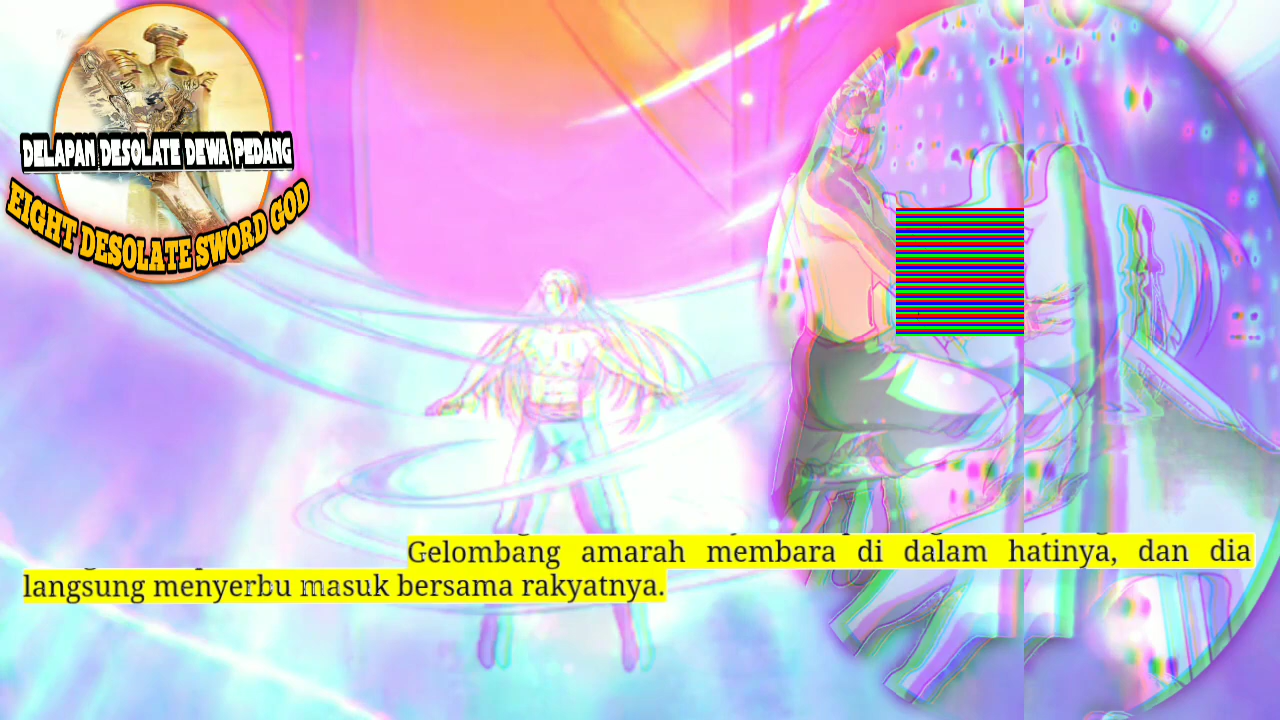 DELAPAN DESOLATE DEWA PEDANG
EIGHT DESOLATE SWORD GOD
Gelombang amarah membara di dalam hatinya, dan dia
langsung menyerbu masuk bersama rakyatnya.